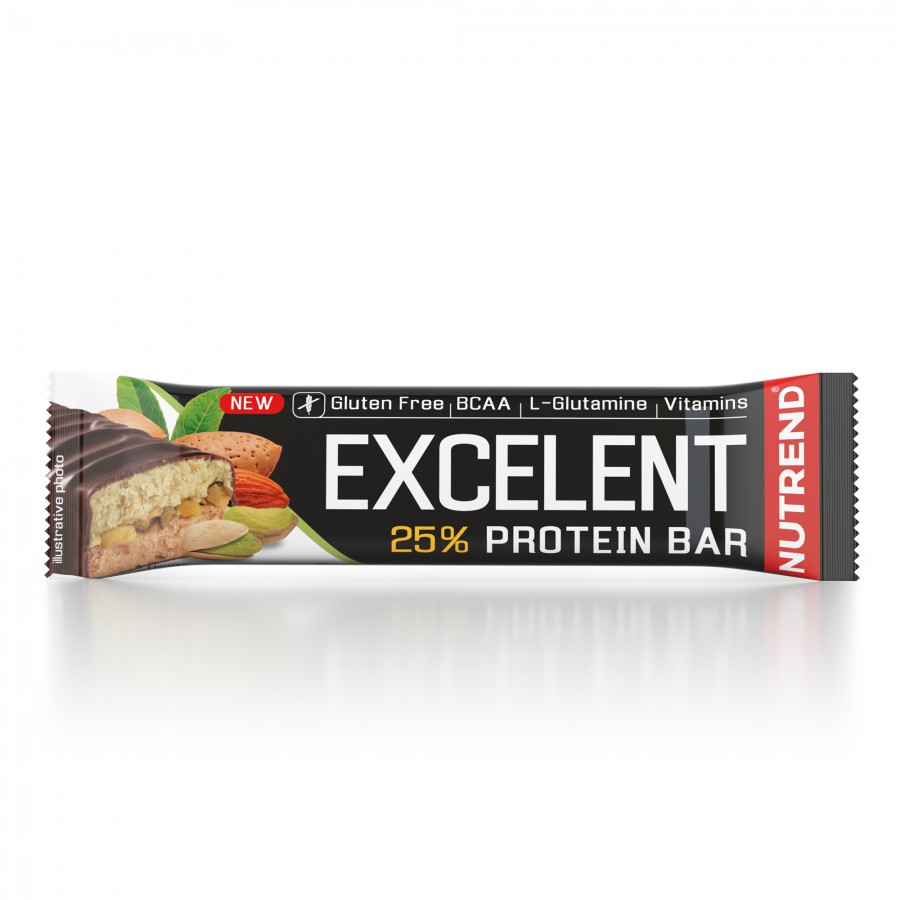 NEW
Gluten Free | BCAA | L-Glutamine | Vitamins
EXCELENT
25% PROTEIN BAR
NUTREND®
illustrative photo